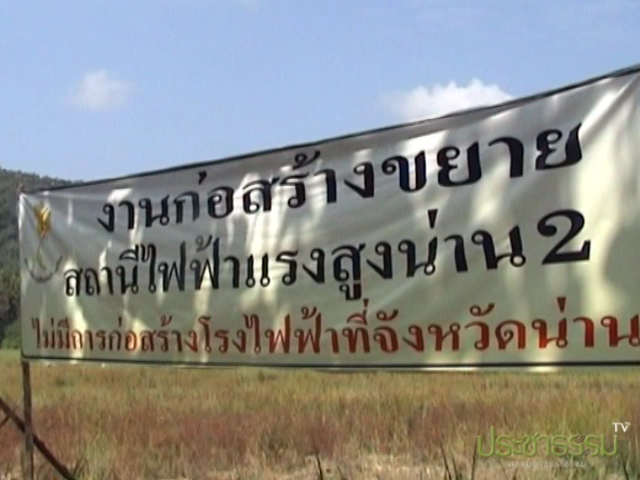 งานก่อสร้างขยาย
สถานีไฟฟ้าแรงสูงน่าน 2
ไม่มีการก่อสร้างโรงไฟฟ้าที่จังหวัดน่าน
ประชาธรรม TV